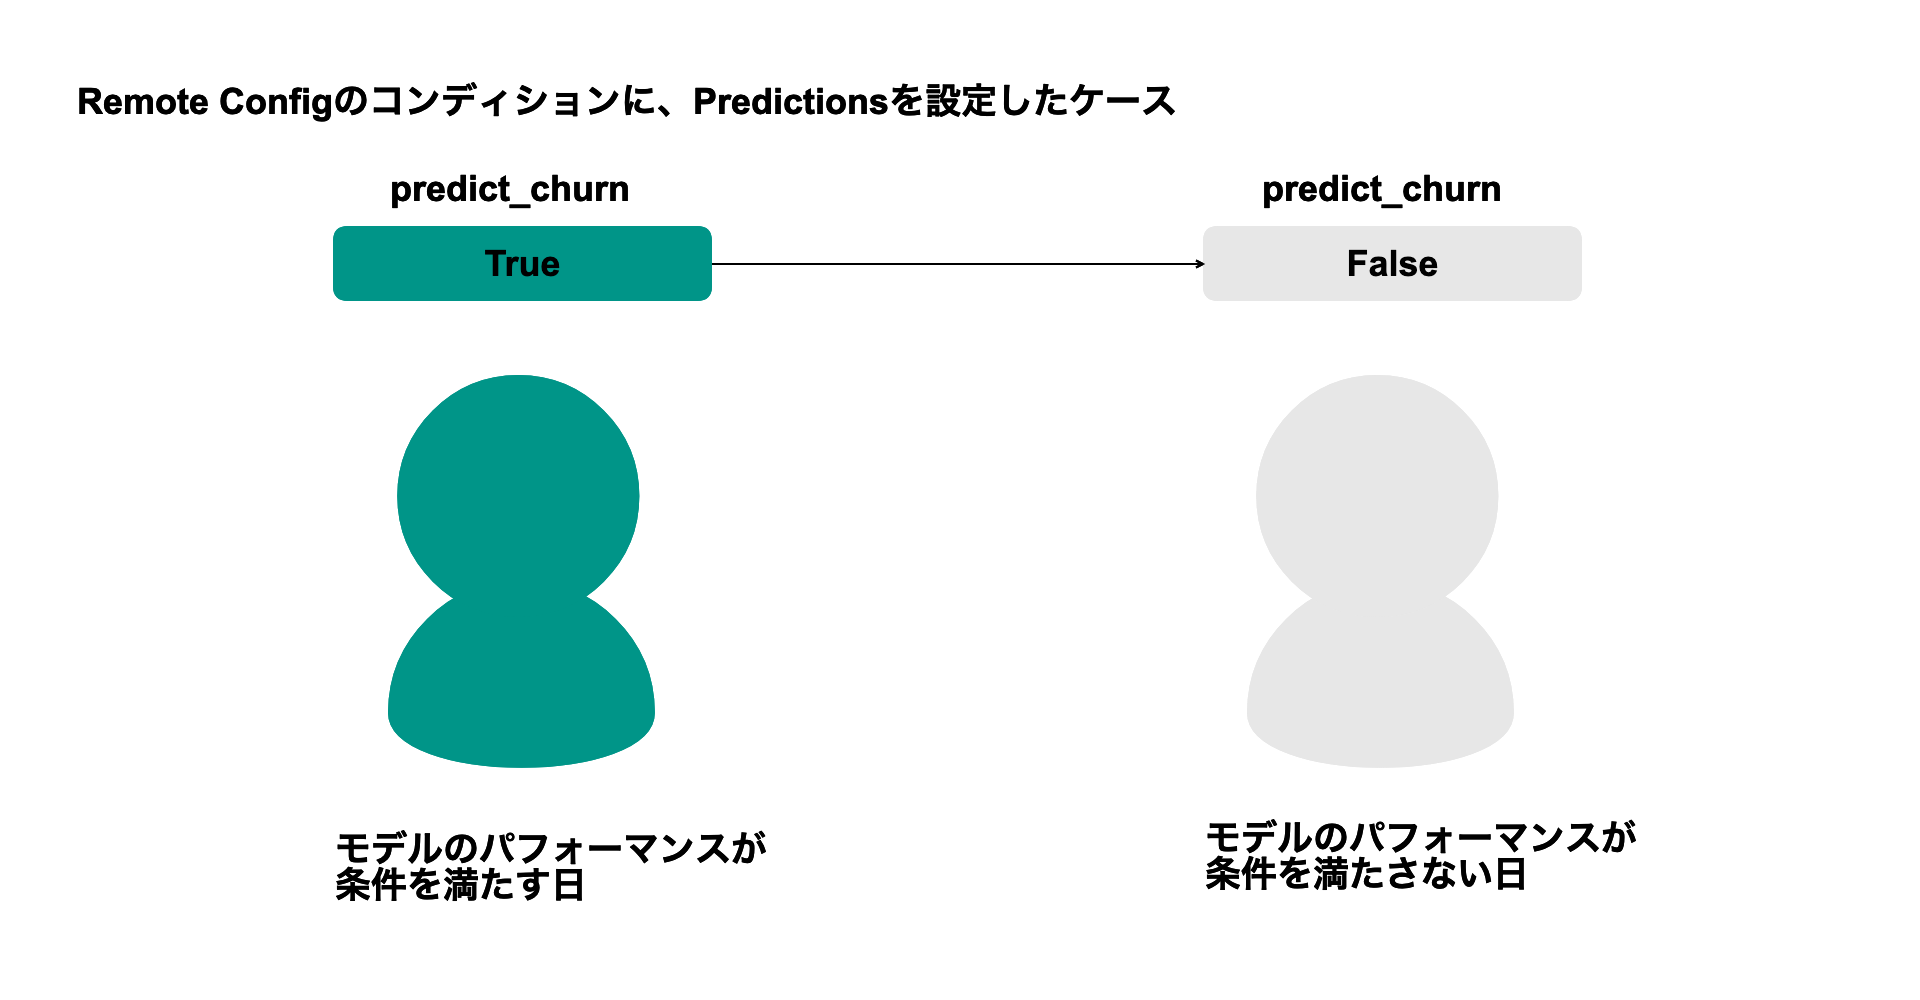 Remote Configのコンディションに、Predictionsを設定したケース
predict_churn
predict_churn
True
False
モデルのパフォーマンスが
条件を満たす日
モデルのパフォーマンスが
条件を満たさない日